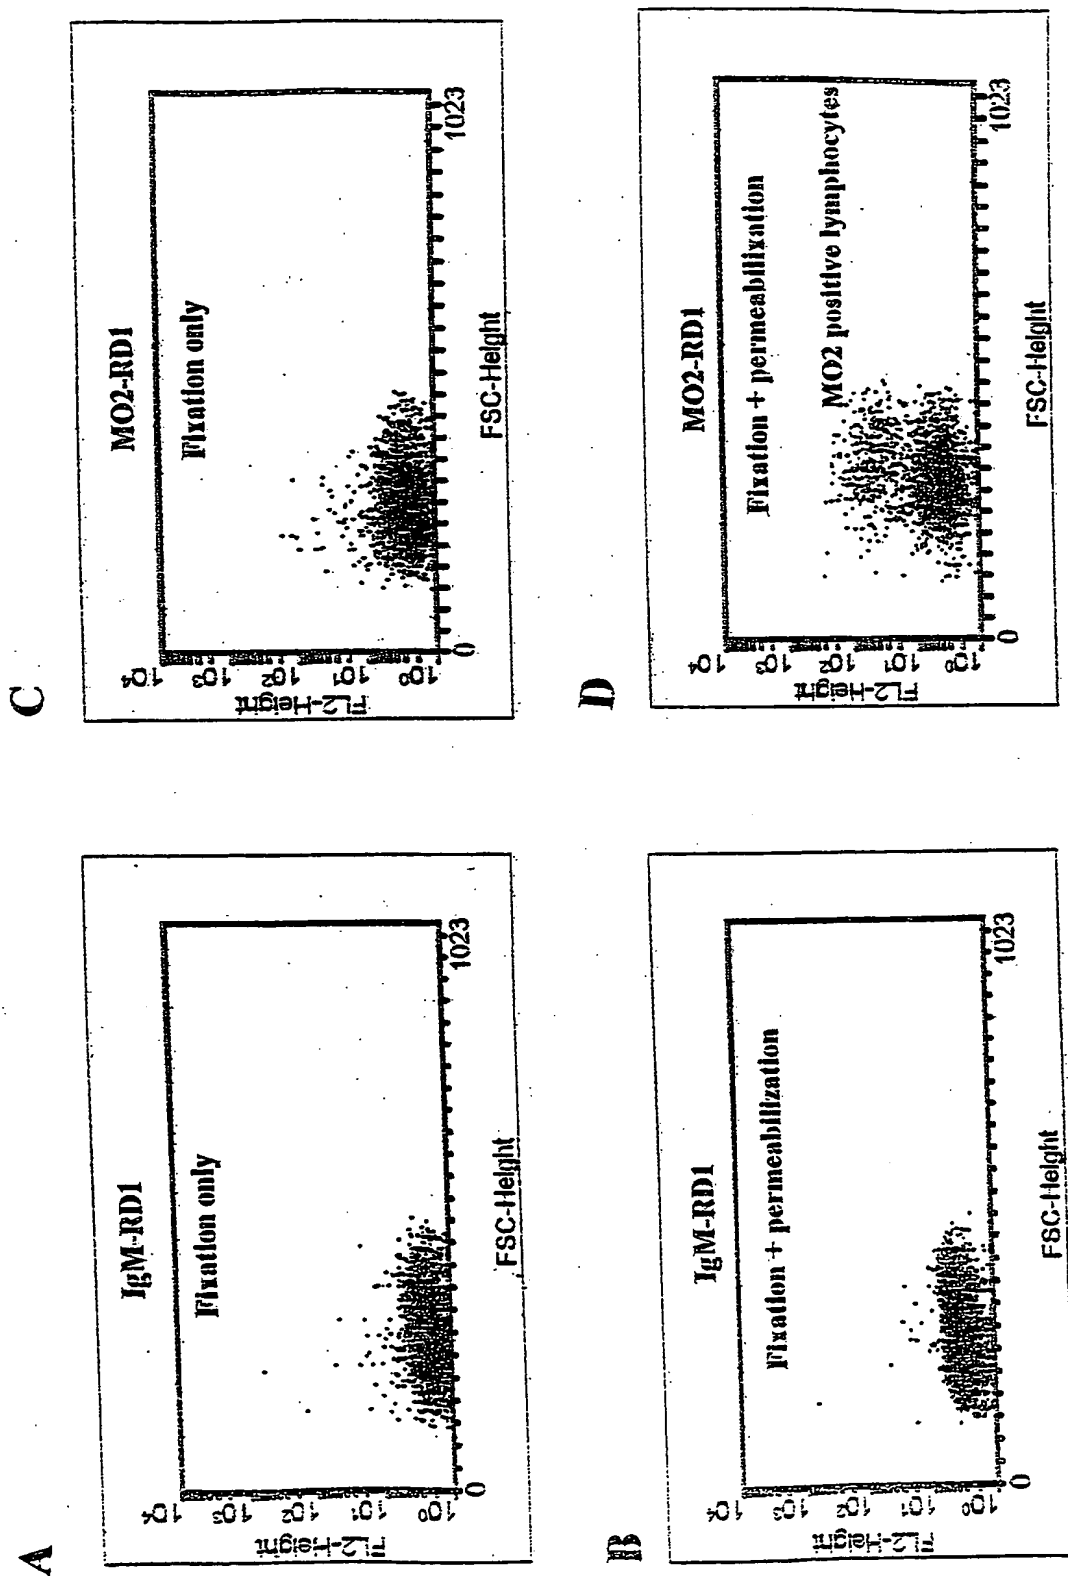 A
IgM-RD1
Fixation only
10⁴
10³
10²
10¹
10⁰
FL2-Height
0
1023
FSC-Height
B
IgM-RD1
Fixation + permeabilization
10⁴
10³
10²
10¹
10⁰
FL2-Height
0
1023
FSC-Height
C
MO2-RD1
Fixation only
10⁴
10³
10²
10¹
10⁰
FL2-Height
0
1023
FSC-Height
D
MO2-RD1
Fixation + permeabilixation
MO2 positive lymphocytes
10⁴
10³
10²
10¹
10⁰
FL2-Height
0
1023
FSC-Height